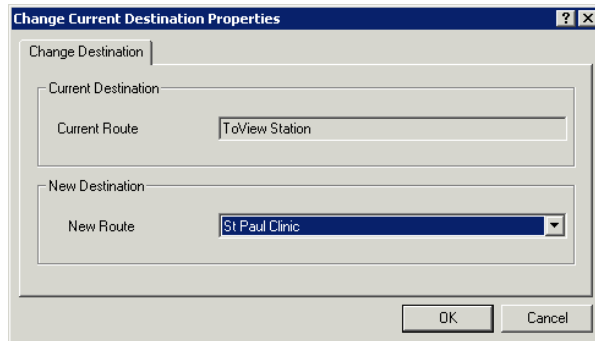 Change Current Destination Properties
Change Destination
Current Destination
Current Route ToView Station
New Destination
New Route St Paul Clinic
OK Cancel